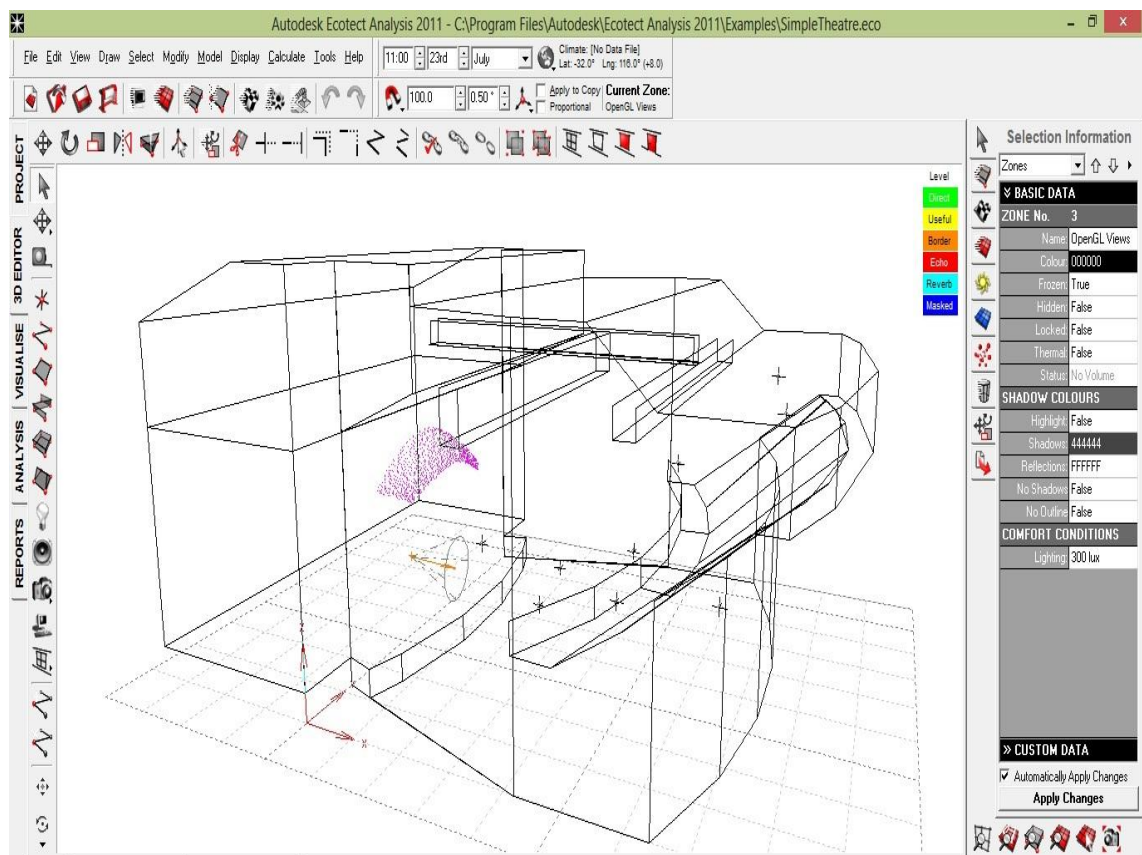 Autodesk Ecotect Analysis 2011 - C:\Program Files\Autodesk\Ecotect Analysis 2011\Examples\SimpleTheatre.eco
File Edit View Draw Select Modify Model Display Calculate Tools Help
11:00 23rd July
Climate: [No Data File]
Lat: -32.0° Lng: 116.0° (+8.0)
100.0 0.50 °
Apply to Copy
Proportional
Current Zone:
OpenGL Views
PROJECT
3D EDITOR
VISUALISE
ANALYSIS
REPORTS
Level
Direct
Useful
Border
Echo
Reverb
Masked
X
Selection Information
Zones
BASIC DATA
ZONE No. 3
Name: OpenGL Views
Colour: 000000
Frozen: True
Hidden: False
Locked: False
Thermal: False
Status: No Volume
SHADOW COLOURS
Highlight: False
Shadows: 444444
Reflections: FFFFFF
No Shadows: False
No Outline: False
COMFORT CONDITIONS
Lighting: 300 lux
CUSTOM DATA
Automatically Apply Changes
Apply Changes